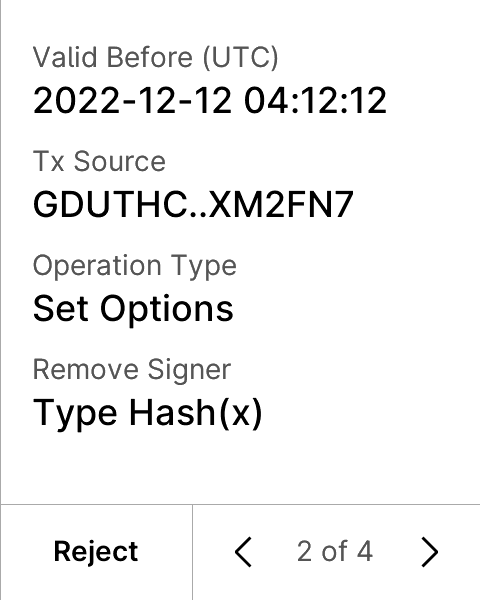 Valid Before (UTC)
2022-12-12 04:12:12
Tx Source
GDUTHC..XM2FN7
Operation Type
Set Options
Remove Signer
Type Hash(x)
Reject
2 of 4